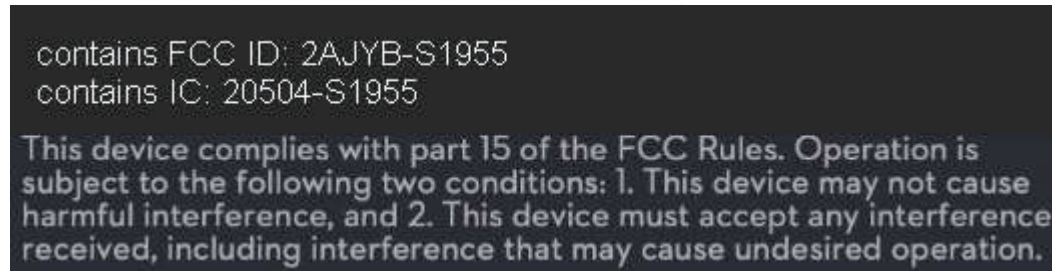 contains FCC ID: 2AJYB-S1955
contains IC: 20504-S1955
This device complies with part 15 of the FCC Rules. Operation is
subject to the following two conditions: 1. This device may not cause
harmful interference, and 2. This device must accept any interference
received, including interference that may cause undesired operation.